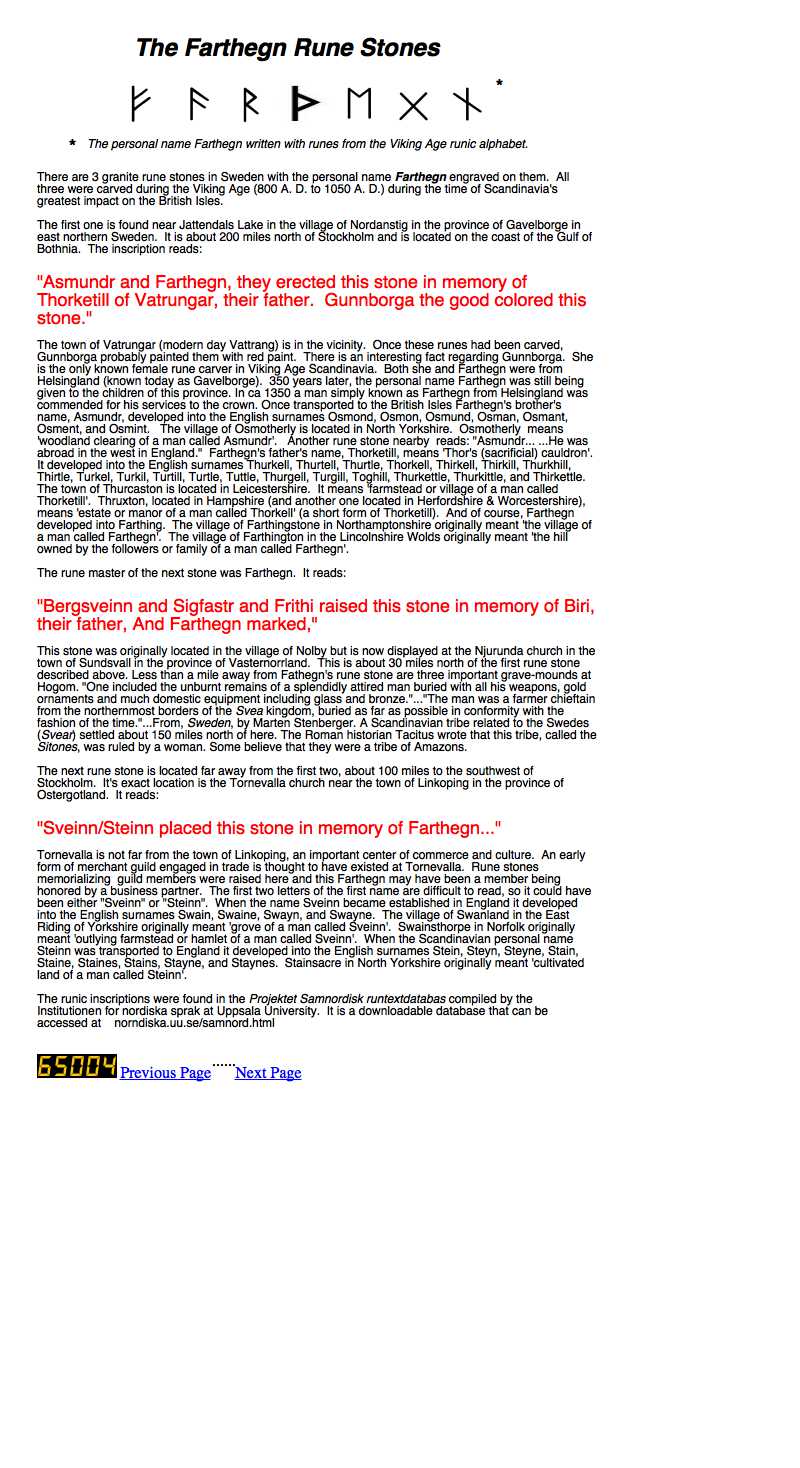 The Farthegn Rune Stones
ᚠ ᚨ ᚱ ᚦ ᛖ ᚷ ᚾ *
* The personal name Farthegn written with runes from the Viking Age runic alphabet.
There are 3 granite rune stones in Sweden with the personal name Farthegn engraved on them. All
three were carved during the Viking Age (800 A. D. to 1050 A. D.) during the time of Scandinavia's
greatest impact on the British Isles.
The first one is found near Jattendals Lake in the village of Nordanstig in the province of Gavelborge in
east northern Sweden. It is about 200 miles north of Stockholm and is located on the coast of the Gulf of
Bothnia. The inscription reads:
"Asmundr and Farthegn, they erected this stone in memory of
Thorketill of Vatrungar, their father. Gunnborga the good colored this
stone."
The town of Vatrungar (modern day Vattrang) is in the vicinity. Once these runes had been carved,
Gunnborga probably painted them with red paint. There is an interesting fact regarding Gunnborga. She
is the only known female rune carver in Viking Age Scandinavia. Both she and Farthegn were from
Helsingland (known today as Gavelborge). 350 years later, the personal name Farthegn was still being
given to the children of this province. In ca 1350 a man simply known as Farthegn from Helsingland was
commended for his services to the crown. Once transported to the British Isles Farthegn's brother's
name, Asmundr, developed into the English surnames Osmond, Osmon, Osmund, Osman, Osmant,
Osment, and Osmint. The village of Osmotherly is located in North Yorkshire. Osmotherly means
'woodland clearing of a man called Asmundr'. Another rune stone nearby reads: "Asmundr... ...He was
abroad in the west in England." Farthegn's father's name, Thorketill, means 'Thor's (sacrificial) cauldron'.
It developed into the English surnames Thurkell, Thurtell, Thurtle, Thorkell, Thirkell, Thirkill, Thurkhill,
Thirtle, Turkel, Turkil, Turtill, Turtle, Tuttle, Thurgell, Turgill, Toghill, Thurkettle, Thurkittle, and Thirkettle.
The town of Thurcaston is located in Leicestershire. It means 'farmstead or village of a man called
Thorketill'. Thruxton, located in Hampshire (and another one located in Herfordshire & Worcestershire),
means 'estate or manor of a man called Thorkell' (a short form of Thorketill). And of course, Farthegn
developed into Farthing. The village of Farthingstone in Northamptonshire originally meant 'the village of
a man called Farthegn'. The village of Farthington in the Lincolnshire Wolds originally meant 'the hill
owned by the followers or family of a man called Farthegn'.
The rune master of the next stone was Farthegn. It reads:
"Bergsveinn and Sigfastr and Frithi raised this stone in memory of Biri,
their father, And Farthegn marked,"
This stone was originally located in the village of Nolby but is now displayed at the Njurunda church in the
town of Sundsvall in the province of Vasternorrland. This is about 30 miles north of the first rune stone
described above. Less than a mile away from Fathegn's rune stone are three important grave-mounds at
Hogom. "One included the unburnt remains of a splendidly attired man buried with all his weapons, gold
ornaments and much domestic equipment including glass and bronze."..."The man was a farmer chieftain
from the northernmost borders of the Svea kingdom, buried as far as possible in conformity with the
fashion of the time."...From, Sweden, by Marten Stenberger. A Scandinavian tribe related to the Swedes
(Svear) settled about 150 miles north of here. The Roman historian Tacitus wrote that this tribe, called the
Sitones, was ruled by a woman. Some believe that they were a tribe of Amazons.
The next rune stone is located far away from the first two, about 100 miles to the southwest of
Stockholm. It's exact location is the Tornevalla church near the town of Linkoping in the province of
Ostergotland. It reads:
"Sveinn/Steinn placed this stone in memory of Farthegn..."
Tornevalla is not far from the town of Linkoping, an important center of commerce and culture. An early
form of merchant guild engaged in trade is thought to have existed at Tornevalla. Rune stones
memorializing guild members were raised here and this Farthegn may have been a member being
honored by a business partner. The first two letters of the first name are difficult to read, so it could have
been either "Sveinn" or "Steinn". When the name Sveinn became established in England it developed
into the English surnames Swain, Swaine, Swayn, and Swayne. The village of Swanland in the East
Riding of Yorkshire originally meant 'grove of a man called Sveinn'. Swainsthorpe in Norfolk originally
meant 'outlying farmstead or hamlet of a man called Sveinn'. When the Scandinavian personal name
Steinn was transported to England it developed into the English surnames Stein, Steyn, Steyne, Stain,
Staine, Staines, Stains, Stayne, and Staynes. Stainsacre in North Yorkshire originally meant 'cultivated
land of a man called Steinn'.
The runic inscriptions were found in the Projektet Samnordisk runtextdatabas compiled by the
Institutionen for nordiska sprak at Uppsala University. It is a downloadable database that can be
accessed at norndiska.uu.se/samnord.html
65004 Previous Page ...... Next Page